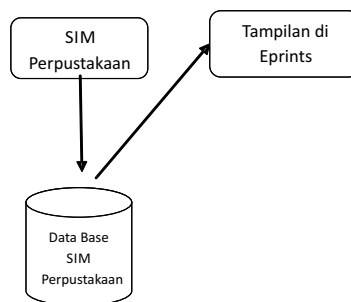 SIM
Perpustakaan
Tampilan di
Eprints
Data Base
SIM
Perpustakaan